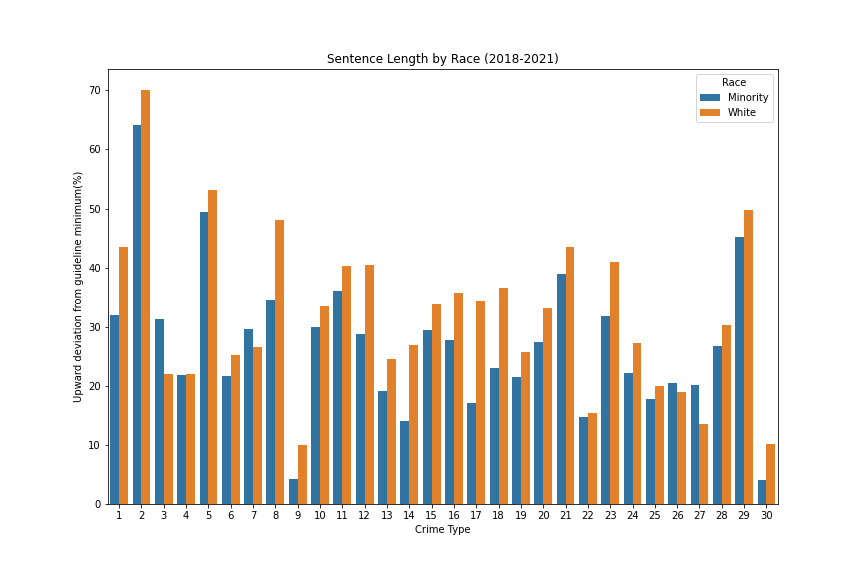 Sentence Length by Race (2018-2021)
Race
Minority
White
Upward deviation from guideline minimum(%)
70
60
50
40
30
20
10
0
1 2 3 4 5 6 7 8 9 10 11 12 13 14 15 16 17 18 19 20 21 22 23 24 25 26 27 28 29 30
Crime Type